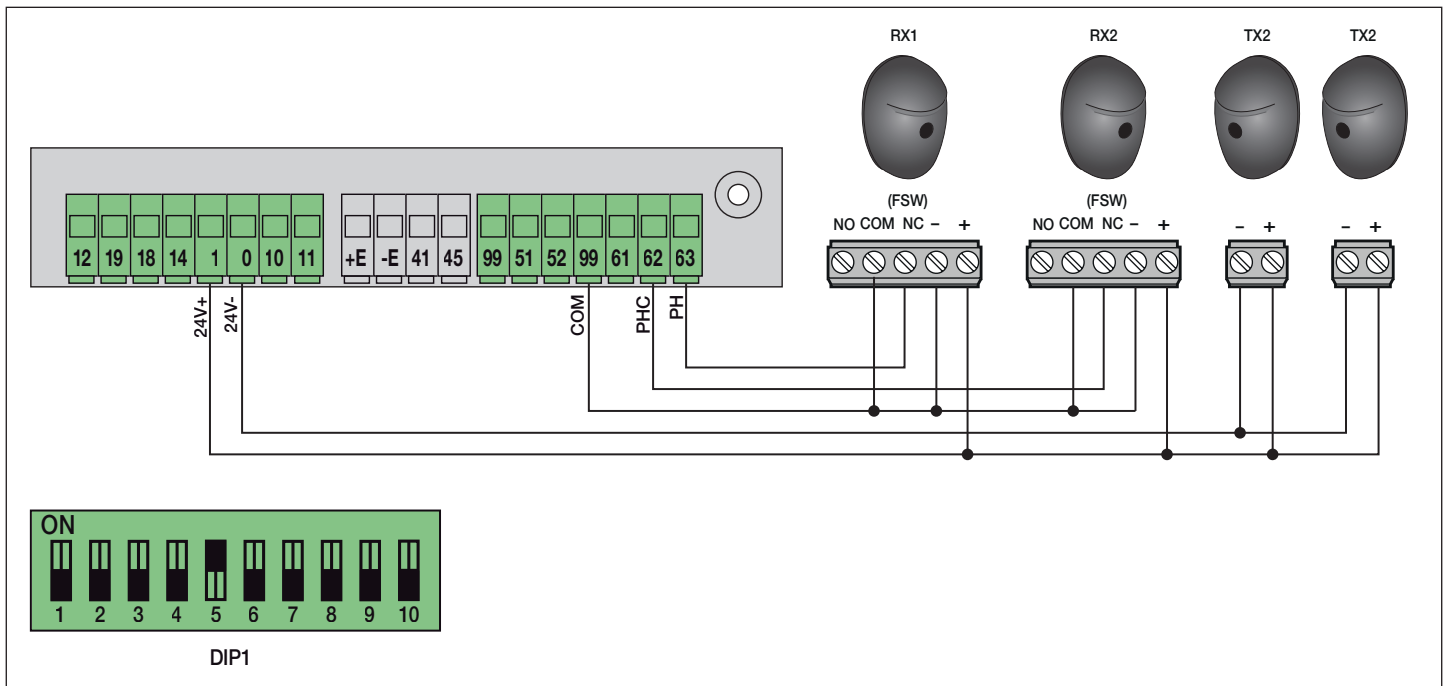 RX1 RX2 TX2 TX2
(FSW) (FSW)
NO COM NC - + NO COM NC - + - + - +
12 19 18 14 1 0 10 11 +E -E 41 45 99 51 52 99 61 62 63
24V+ 24V- COM PHC PH
ON
1 2 3 4 5 6 7 8 9 10
DIP1